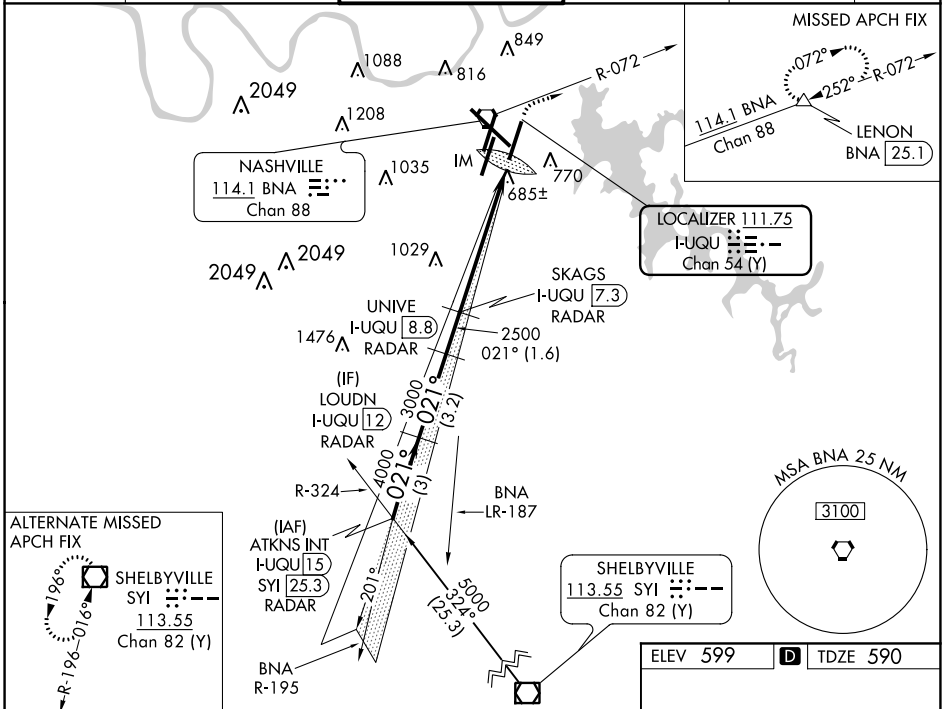 849
1088
816
R-072
2049
1208
MISSED APCH FIX
072°
252°
R-072
114.1 BNA
Chan 88
LENON
BNA 25.1
NASHVILLE
114.1 BNA
Chan 88
1035
IM
770
685±
LOCALIZER 111.75
I-UQU
Chan 54 (Y)
2049
2049
1029
SKAGS
I-UQU 7.3
RADAR
UNIVE
I-UQU 8.8
RADAR
2500
021° (1.6)
1476
(IF)
LOUDN
I-UQU 12
RADAR
3000
021°
(3.2)
4000
021°
(3)
R-324
BNA
LR-187
(IAF)
ATKNS INT
I-UQU 15
SYI 25.3
RADAR
201°
BNA
R-195
5000
324°
(25.3)
SHELBYVILLE
113.55 SYI
Chan 82 (Y)
MSA BNA 25 NM
3100
ALTERNATE MISSED
APCH FIX
196°
016°
R-196
SHELBYVILLE
SYI
113.55
Chan 82 (Y)
ELEV 599 D TDZE 590